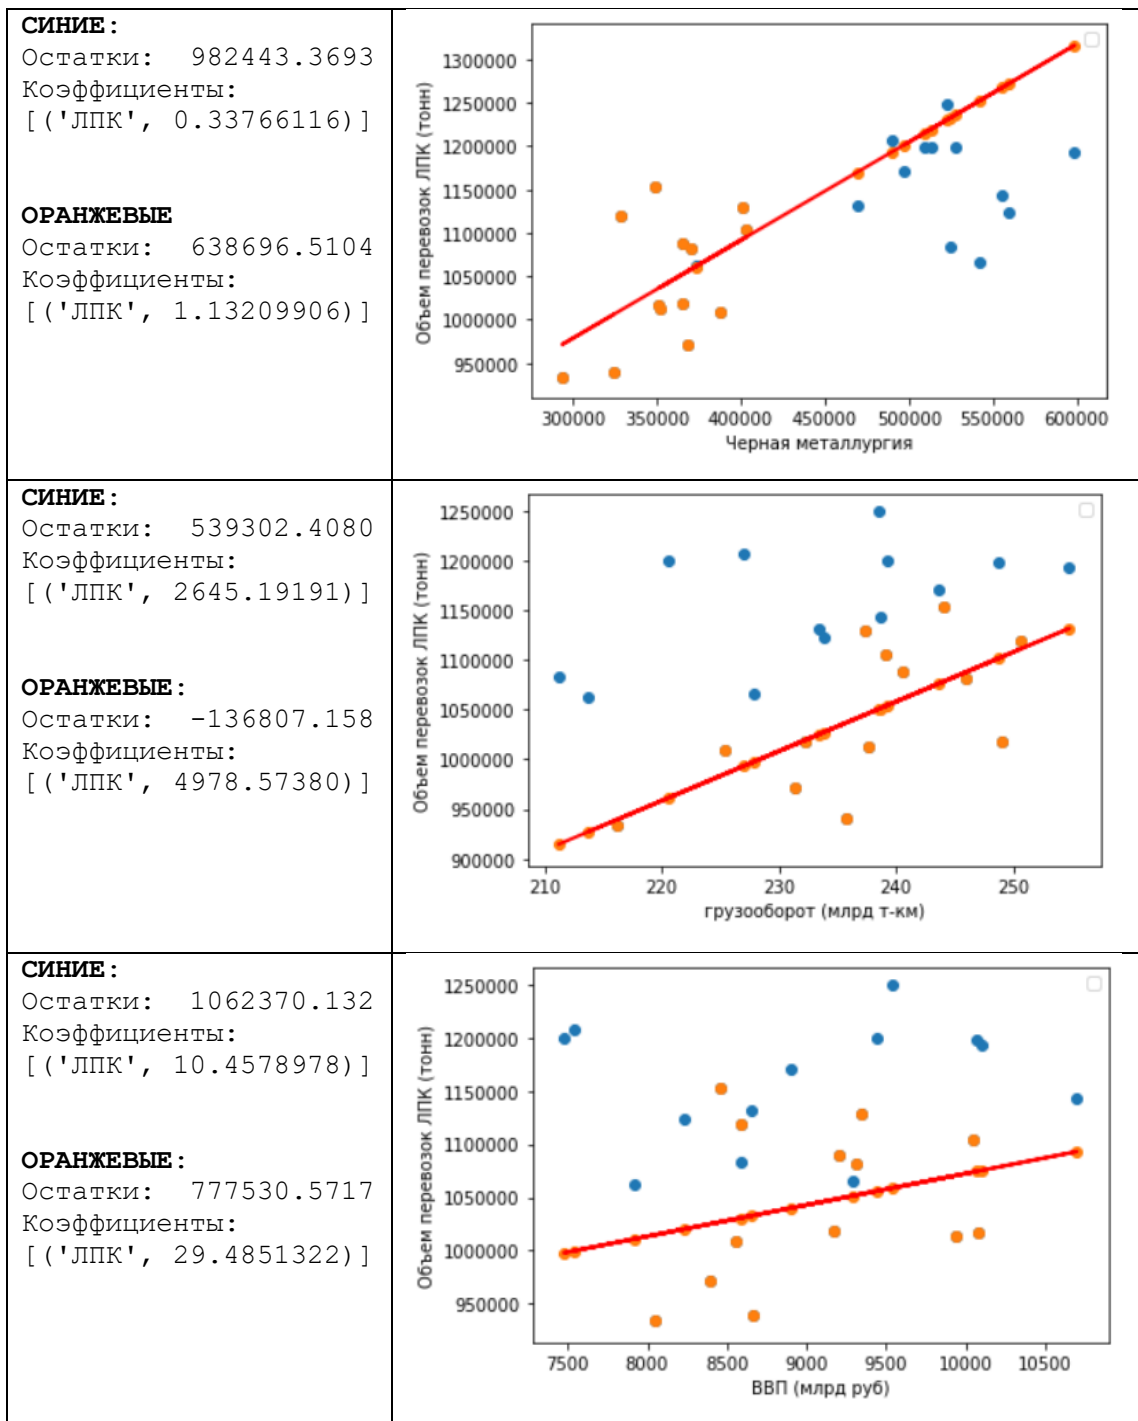 СИНИЕ:
Остатки: 982443.3693
Коэффициенты:
[('ЛПК', 0.33766116)]
ОРАНЖЕВЫЕ
Остатки: 638696.5104
Коэффициенты:
[('ЛПК', 1.13209906)]
Объем перевозок ЛПК (тонн)
1300000
1250000
1200000
1150000
1100000
1050000
1000000
950000
300000 350000 400000 450000 500000 550000 600000
Черная металлургия
СИНИЕ:
Остатки: 539302.4080
Коэффициенты:
[('ЛПК', 2645.19191)]
ОРАНЖЕВЫЕ:
Остатки: -136807.158
Коэффициенты:
[('ЛПК', 4978.57380)]
Объем перевозок ЛПК (тонн)
1250000
1200000
1150000
1100000
1050000
1000000
950000
900000
210 220 230 240 250
грузооборот (млрд т-км)
СИНИЕ:
Остатки: 1062370.132
Коэффициенты:
[('ЛПК', 10.4578978)]
ОРАНЖЕВЫЕ:
Остатки: 777530.5717
Коэффициенты:
[('ЛПК', 29.4851322)]
Объем перевозок ЛПК (тонн)
1250000
1200000
1150000
1100000
1050000
1000000
950000
7500 8000 8500 9000 9500 10000 10500
ВВП (млрд руб)